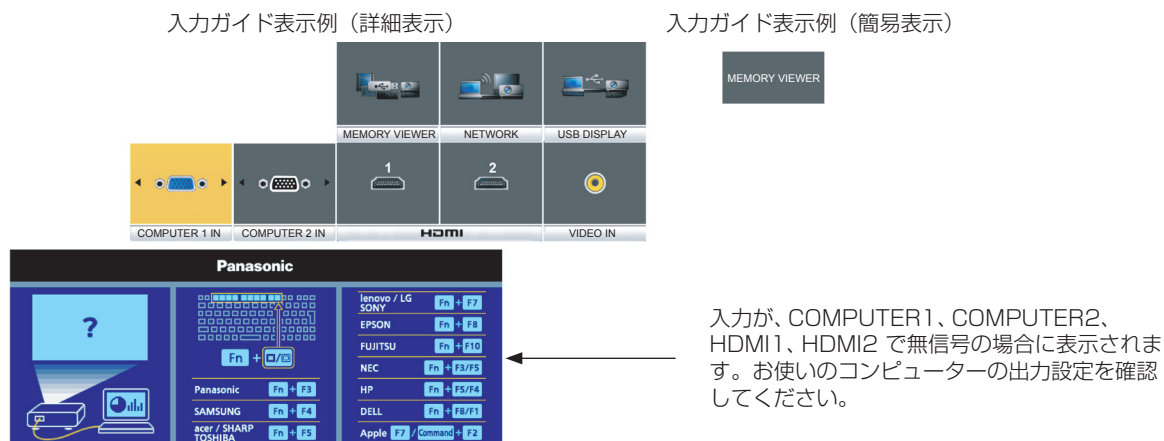 入力ガイド表示例（詳細表示）
入力ガイド表示例（簡易表示）
MEMORY VIEWER
MEMORY VIEWER
NETWORK
USB DISPLAY
1
2
COMPUTER 1 IN
COMPUTER 2 IN
HDMI
VIDEO IN
Panasonic
?
Fn + □/
Panasonic Fn + F3
SAMSUNG Fn + F4
acer / SHARP
TOSHIBA Fn + F5
lenovo / LG
SONY Fn + F7
EPSON Fn + F8
FUJITSU Fn + F10
NEC Fn + F3/F5
HP Fn + F5/F4
DELL Fn + F8/F1
Apple F7 / Command + F2
入力が、COMPUTER1、COMPUTER2、
HDMI1、HDMI2 で無信号の場合に表示されま
す。お使いのコンピューターの出力設定を確認
してください。